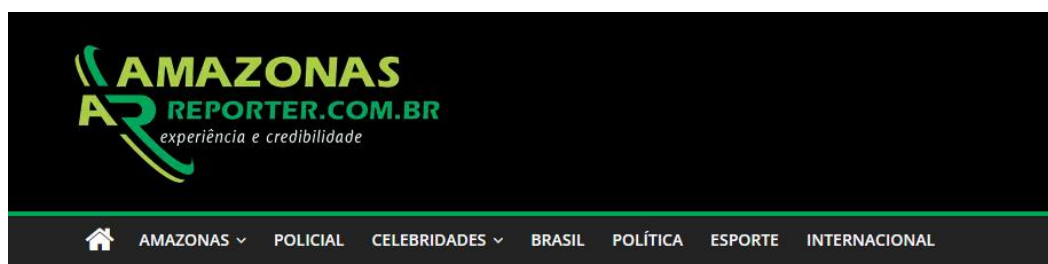 AMAZONAS
AR REPORTER.COM.BR
experiência e credibilidade
AMAZONAS POLICIAL CELEBRIDADES BRASIL POLÍTICA ESPORTE INTERNACIONAL